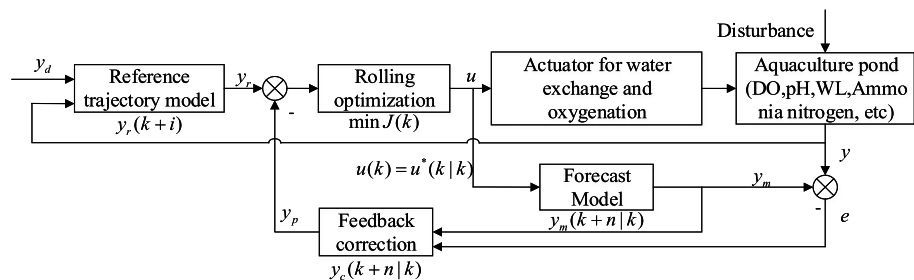 Disturbance
y_d
Reference
trajectory model
y_r(k+i)
y_r
-
Rolling
optimization
min J(k)
u
Actuator for water
exchange and
oxygenation
Aquaculture pond
(DO,pH,WL,Ammo
nia nitrogen, etc)
y
u(k)=u*(k|k)
Forecast
Model
y_m(k+n|k)
y_m
-
e
y_p
Feedback
correction
y_c(k+n|k)